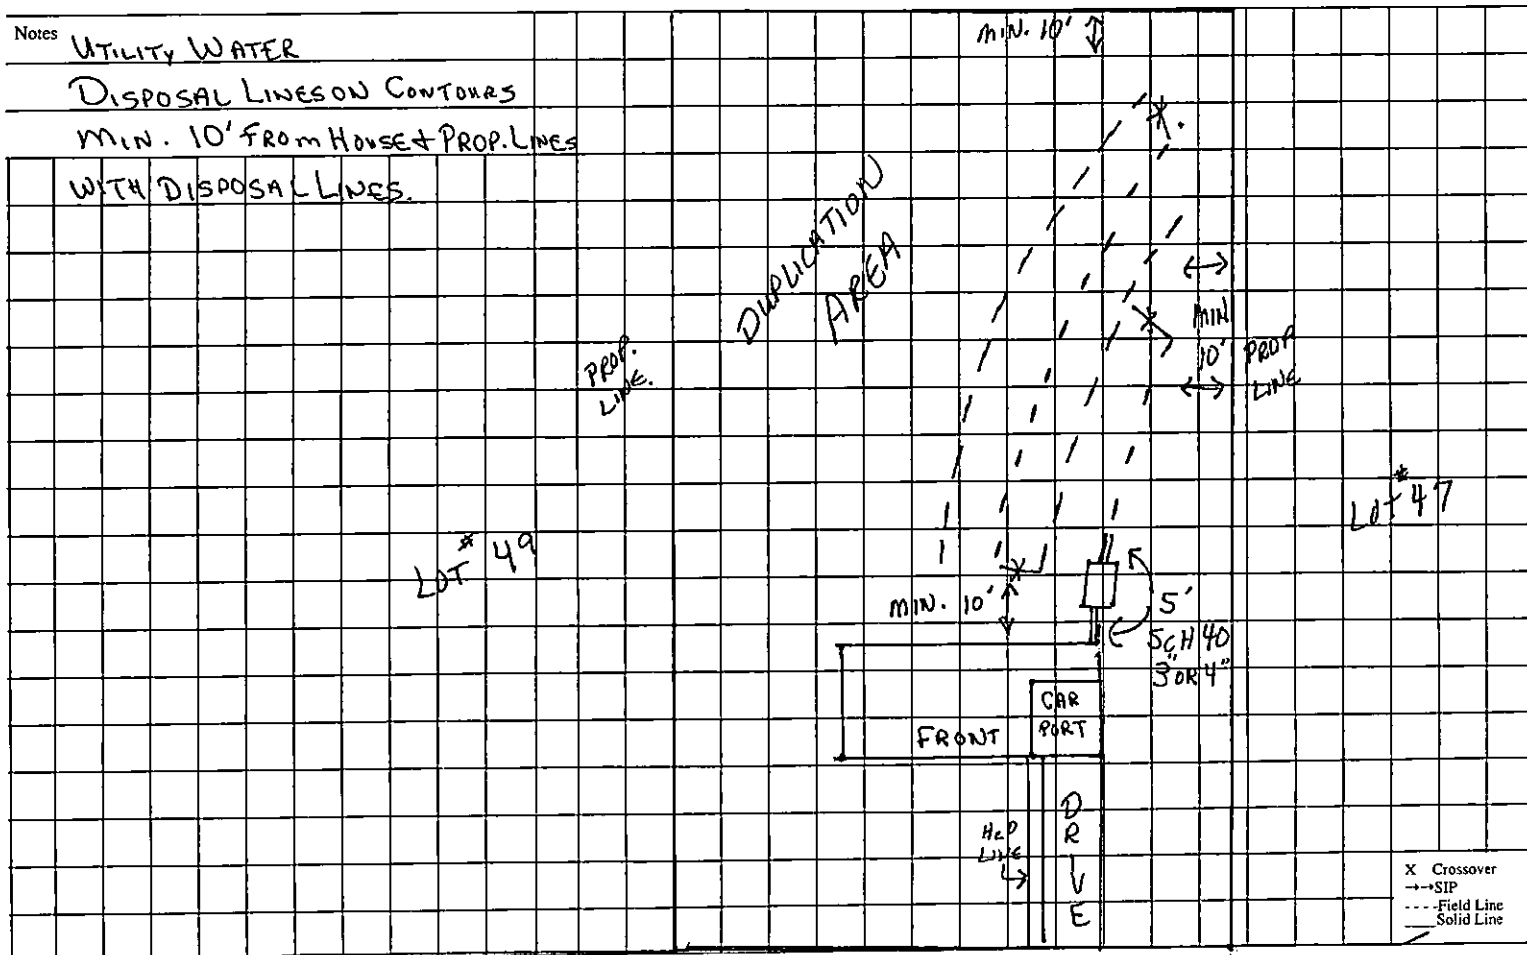 Notes UTILITY WATER
DISPOSAL LINES ON CONTOURS
MIN. 10' FROM HOUSE & PROP. LINES
WITH DISPOSAL LINES.
MIN. 10'
DUPLICATION
AREA
MIN
10'
PROP.
LINE.
PROP
LINE
LOT # 49
LOT # 47
MIN. 10'
5'
SCH 40
3" OR 4"
CAR
PORT
FRONT
H2O
LINE
DRIVE
X Crossover
→→SIP
----Field Line
Solid Line